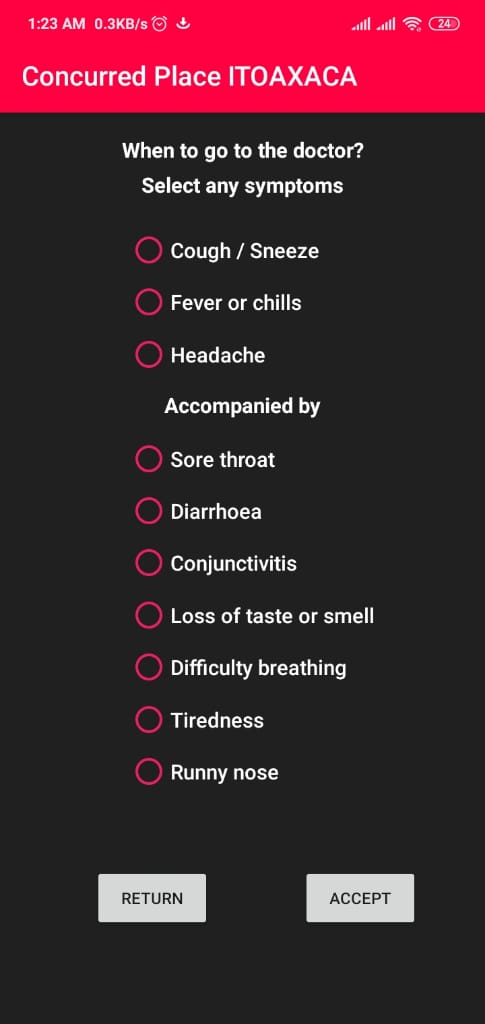 1:23 AM 0.3KB/s 24
Concurred Place ITOAXACA
When to go to the doctor?
Select any symptoms
Cough / Sneeze
Fever or chills
Headache
Accompanied by
Sore throat
Diarrhoea
Conjunctivitis
Loss of taste or smell
Difficulty breathing
Tiredness
Runny nose
RETURN ACCEPT